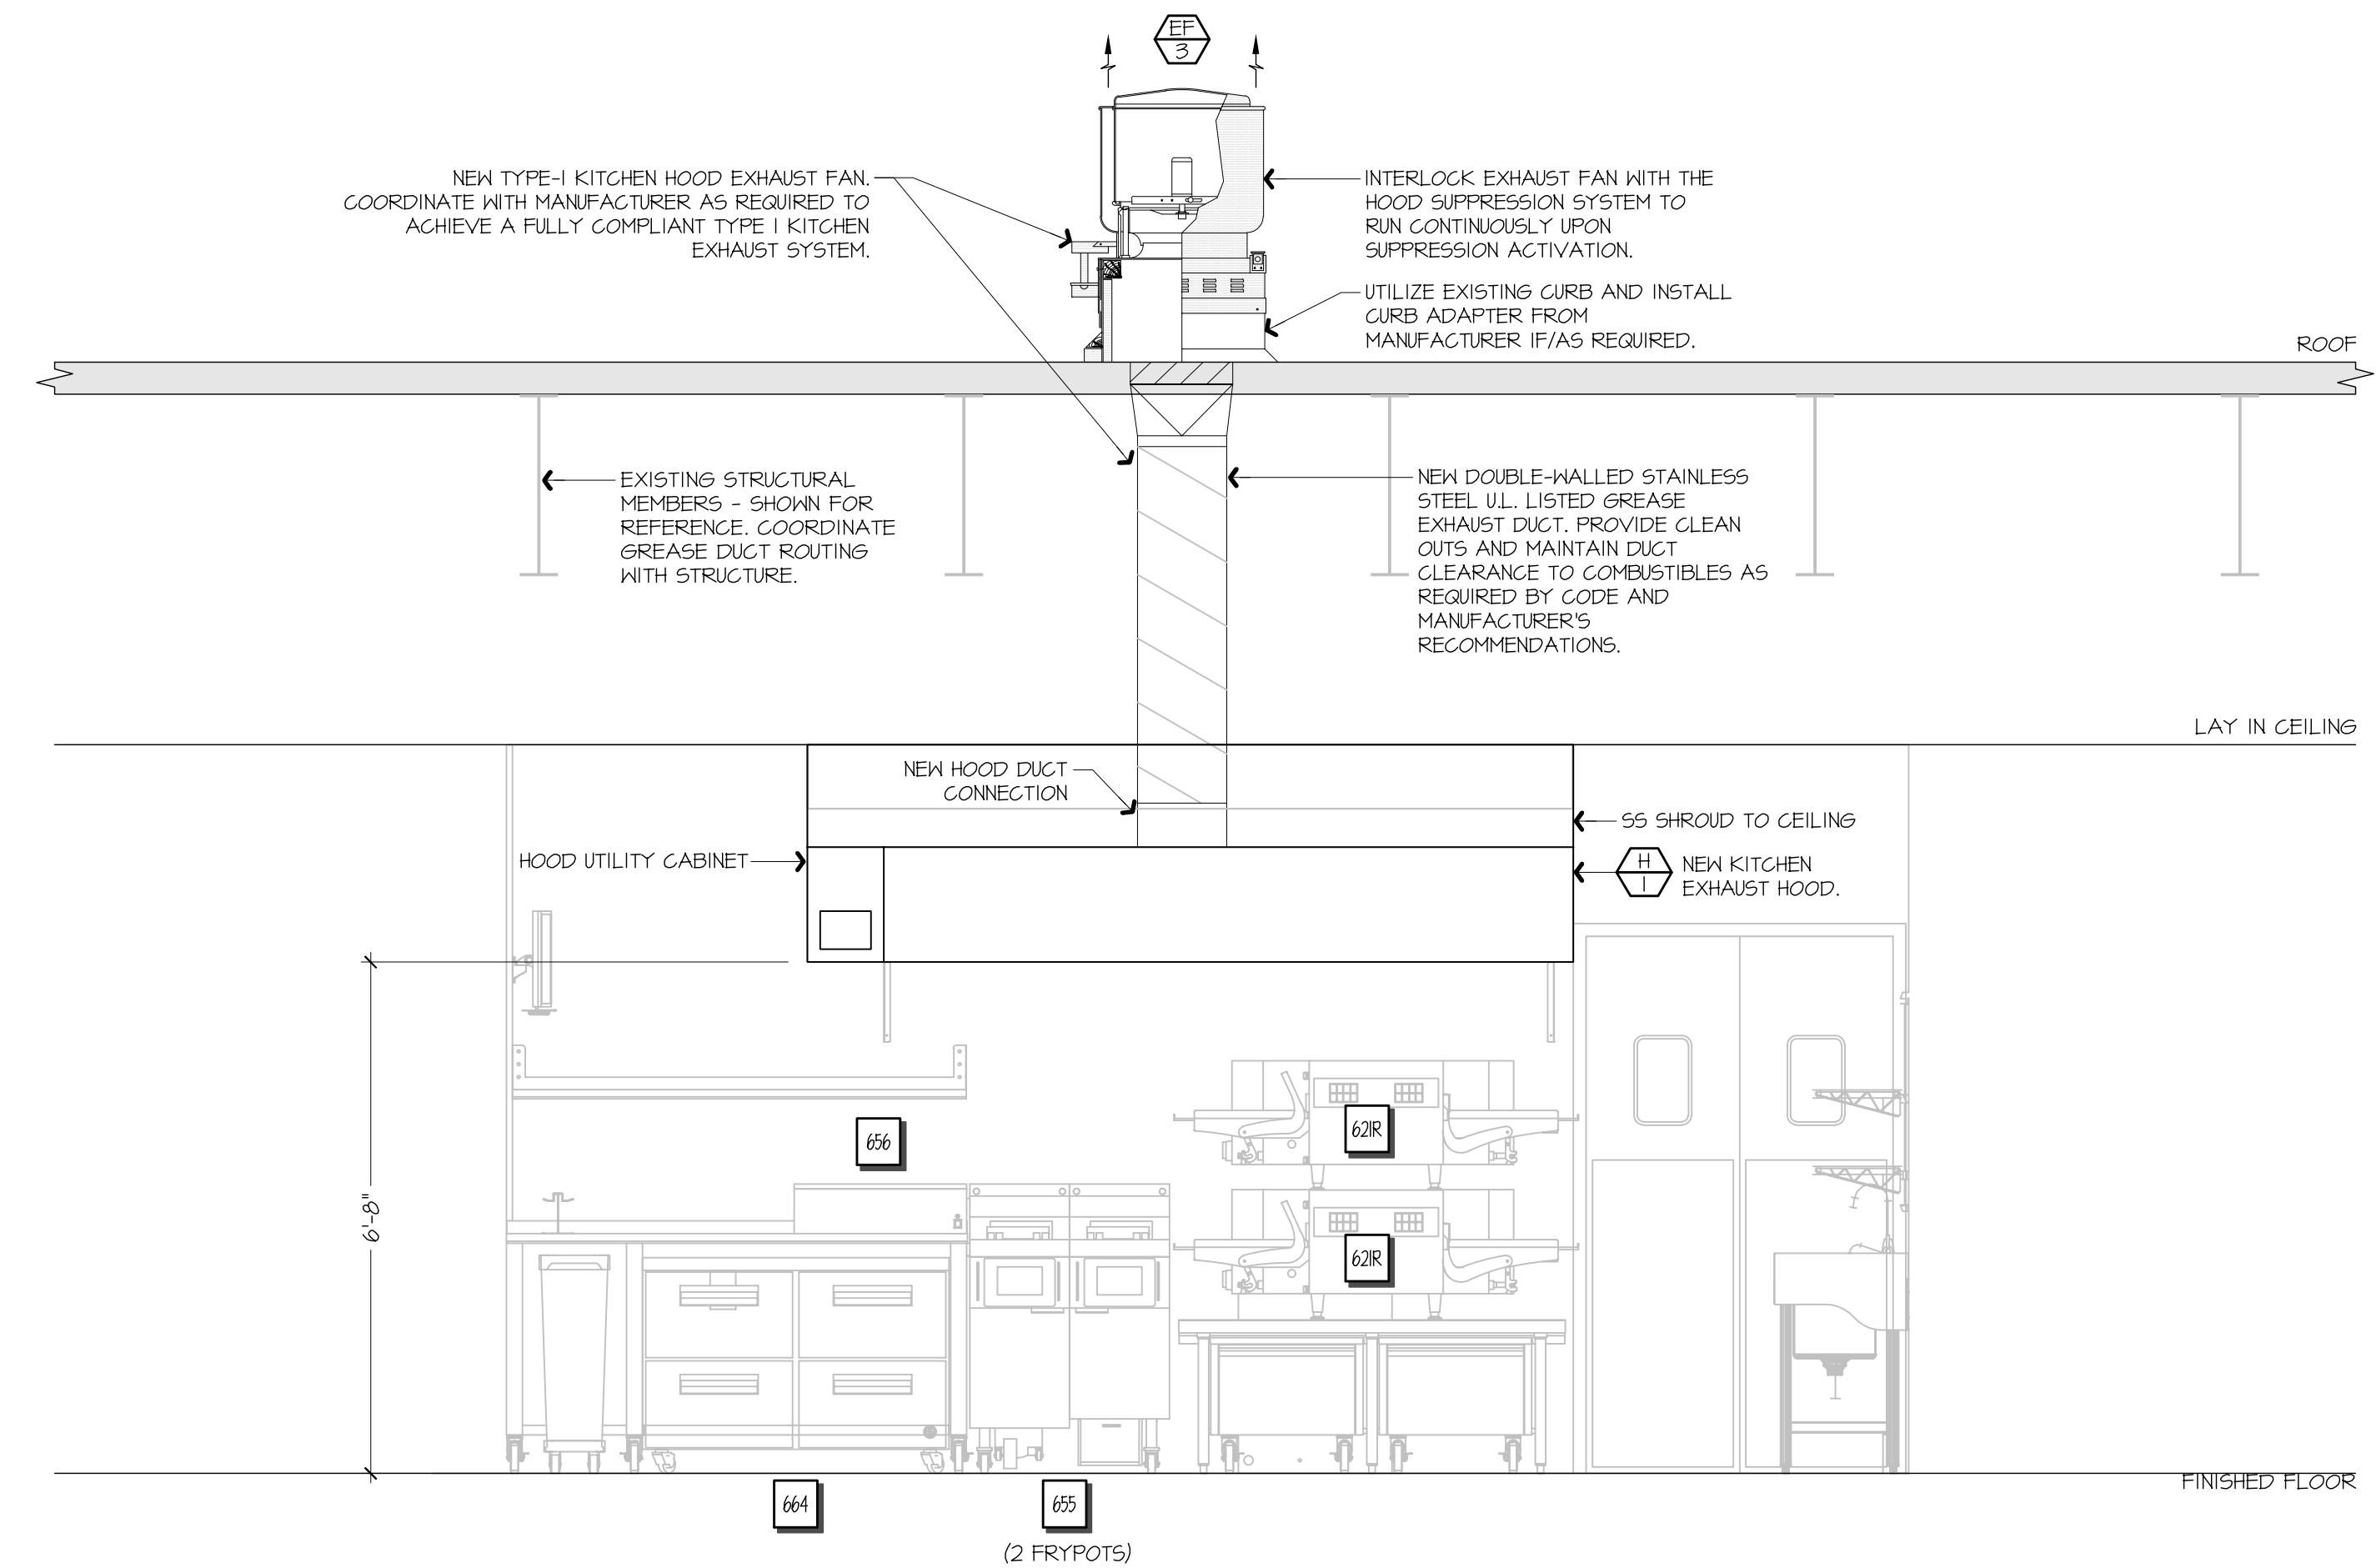 EF
3
NEW TYPE-I KITCHEN HOOD EXHAUST FAN.
COORDINATE WITH MANUFACTURER AS REQUIRED TO
ACHIEVE A FULLY COMPLIANT TYPE I KITCHEN
EXHAUST SYSTEM.
INTERLOCK EXHAUST FAN WITH THE
HOOD SUPPRESSION SYSTEM TO
RUN CONTINUOUSLY UPON
SUPPRESSION ACTIVATION.
UTILIZE EXISTING CURB AND INSTALL
CURB ADAPTER FROM
MANUFACTURER IF/AS REQUIRED.
ROOF
EXISTING STRUCTURAL
MEMBERS - SHOWN FOR
REFERENCE. COORDINATE
GREASE DUCT ROUTING
WITH STRUCTURE.
NEW DOUBLE-WALLED STAINLESS
STEEL U.L. LISTED GREASE
EXHAUST DUCT. PROVIDE CLEAN
OUTS AND MAINTAIN DUCT
CLEARANCE TO COMBUSTIBLES AS
REQUIRED BY CODE AND
MANUFACTURER'S
RECOMMENDATIONS.
LAY IN CEILING
NEW HOOD DUCT
CONNECTION
SS SHROUD TO CEILING
HOOD UTILITY CABINET
H
1
NEW KITCHEN
EXHAUST HOOD.
656
621R
621R
6'-8"
FINISHED FLOOR
664
655
(2 FRYPOTS)